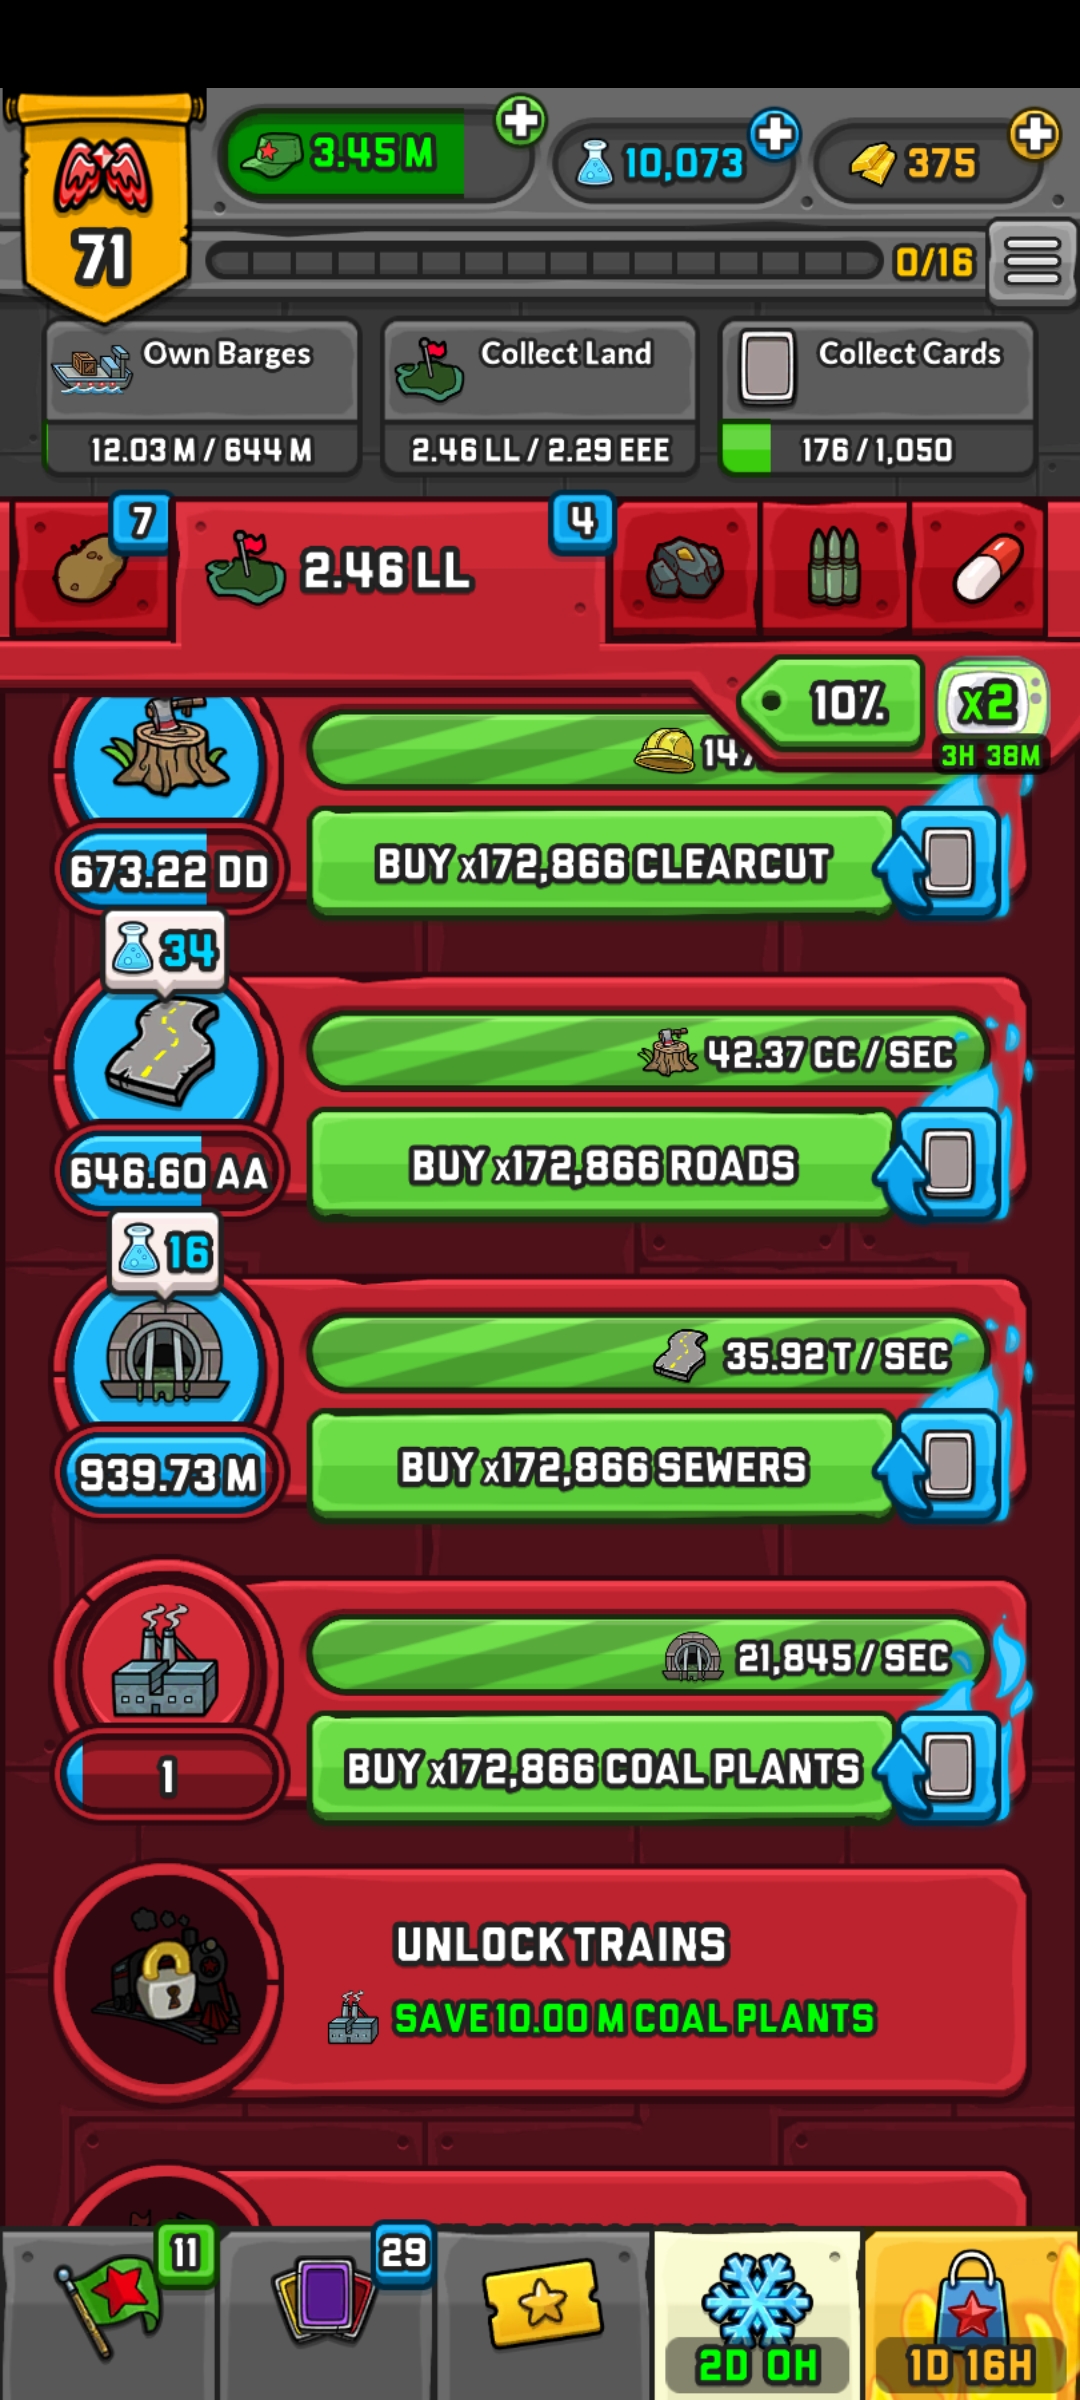 3.45 M
10,073
375
71
0/16
Own Barges
Collect Land
Collect Cards
12.03 M / 644 M
2.46 LL / 2.29 EEE
176 / 1,050
7
2.46 LL
4
10%
x2
3H 38M
673.22 DD
BUY x172,866 CLEARCUT
34
42.37 CC / SEC
646.60 AA
BUY x172,866 ROADS
16
35.92 T / SEC
939.73 M
BUY x172,866 SEWERS
21,845 / SEC
1
BUY x172,866 COAL PLANTS
UNLOCK TRAINS
SAVE 10.00 M COAL PLANTS
11
29
2D 0H
1D 16H